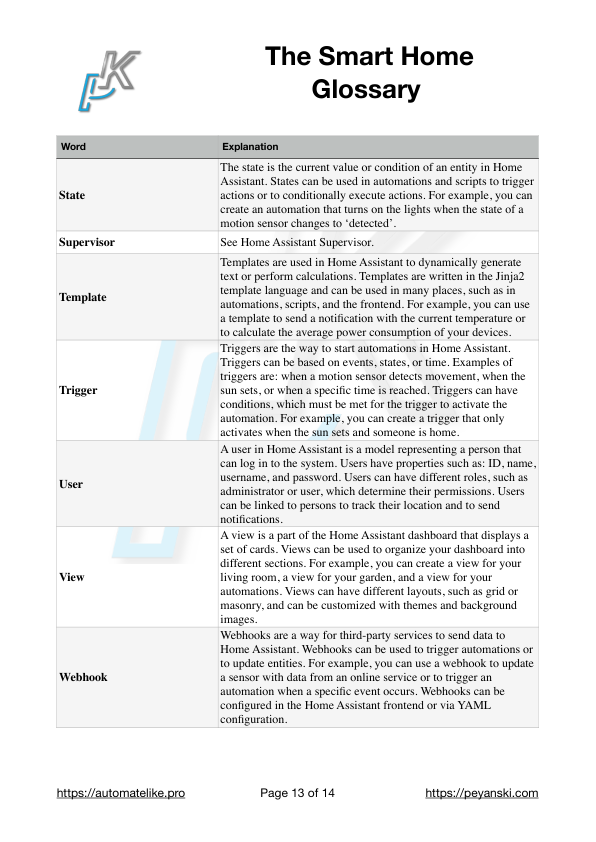 The Smart Home
Glossary
Word Explanation
State
The state is the current value or condition of an entity in Home
Assistant. States can be used in automations and scripts to trigger
actions or to conditionally execute actions. For example, you can
create an automation that turns on the lights when the state of a
motion sensor changes to ‘detected’.
Supervisor See Home Assistant Supervisor.
Template
Templates are used in Home Assistant to dynamically generate
text or perform calculations. Templates are written in the Jinja2
template language and can be used in many places, such as in
automations, scripts, and the frontend. For example, you can use
a template to send a notification with the current temperature or
to calculate the average power consumption of your devices.
Trigger
Triggers are the way to start automations in Home Assistant.
Triggers can be based on events, states, or time. Examples of
triggers are: when a motion sensor detects movement, when the
sun sets, or when a specific time is reached. Triggers can have
conditions, which must be met for the trigger to activate the
automation. For example, you can create a trigger that only
activates when the sun sets and someone is home.
User
A user in Home Assistant is a model representing a person that
can log in to the system. Users have properties such as: ID, name,
username, and password. Users can have different roles, such as
administrator or user, which determine their permissions. Users
can be linked to persons to track their location and to send
notifications.
View
A view is a part of the Home Assistant dashboard that displays a
set of cards. Views can be used to organize your dashboard into
different sections. For example, you can create a view for your
living room, a view for your garden, and a view for your
automations. Views can have different layouts, such as grid or
masonry, and can be customized with themes and background
images.
Webhook
Webhooks are a way for third-party services to send data to
Home Assistant. Webhooks can be used to trigger automations or
to update entities. For example, you can use a webhook to update
a sensor with data from an online service or to trigger an
automation when a specific event occurs. Webhooks can be
configured in the Home Assistant frontend or via YAML
configuration.
https://automatelike.pro Page 13 of 14 https://peyanski.com